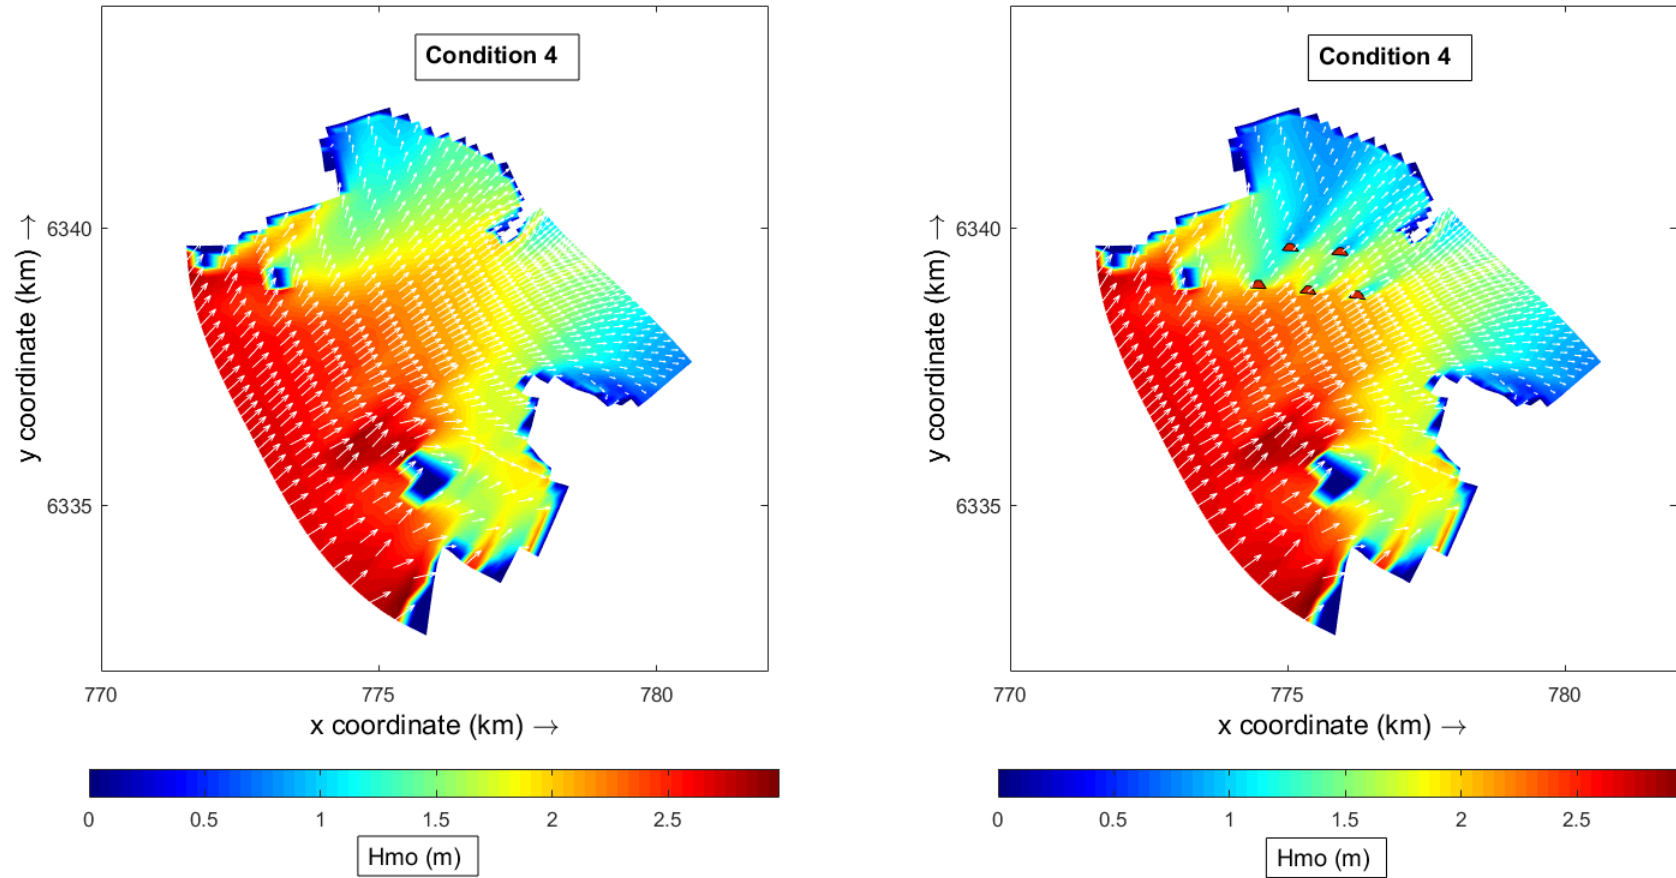 Condition 4
6340
6335
y coordinate (km) →
770
775
780
x coordinate (km) →
0
0.5
1
1.5
2
2.5
Hmo (m)
Condition 4
6340
6335
y coordinate (km) →
770
775
780
x coordinate (km) →
0
0.5
1
1.5
2
2.5
Hmo (m)